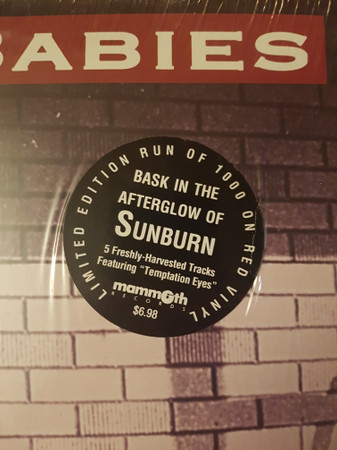 BABIES
LIMITED EDITION RUN OF 1000 ON RED VINYL
BASK IN THE
AFTERGLOW OF
SUNBURN
5 Freshly-Harvested Tracks
Featuring "Temptation Eyes"
mammoth
RECORDS
$6.98